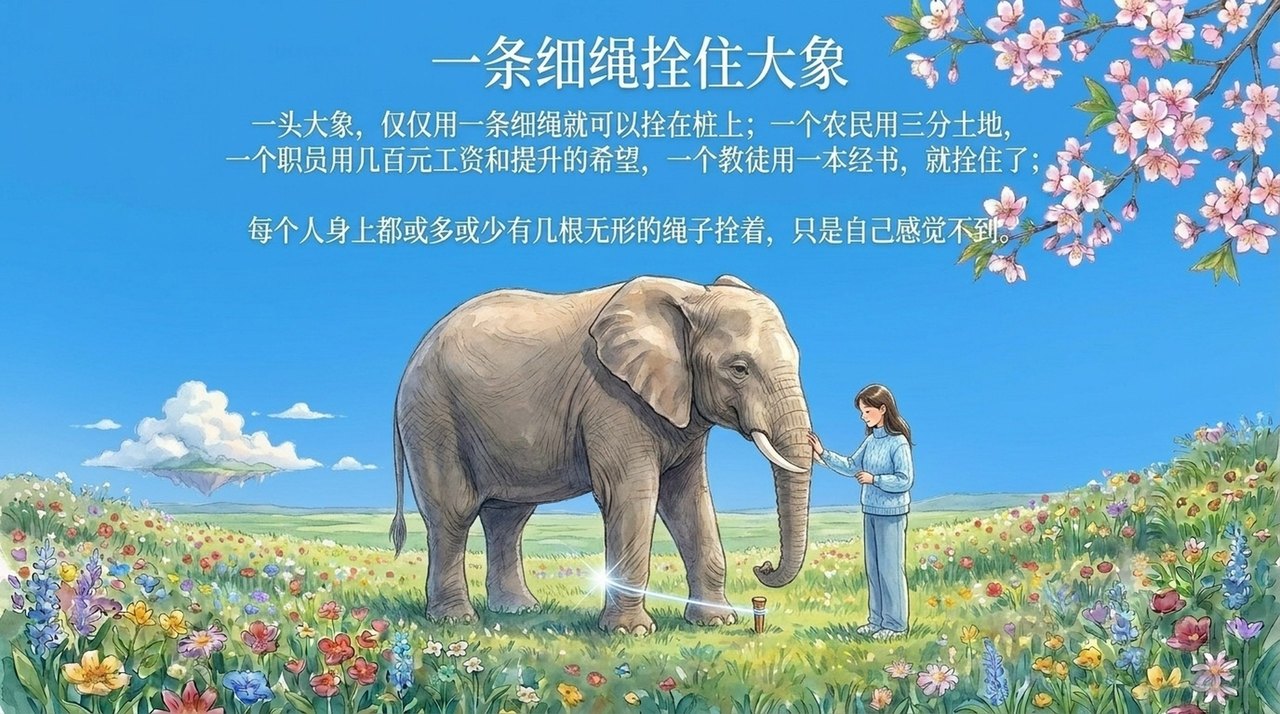 一条细绳拴住大象
一头大象，仅仅用一条细绳就可以拴在桩上；一个农民用三分土地，
一个职员用几百元工资和提升的希望，一个教徒用一本经书，就拴住了；
每个人身上都或多或少有几根无形的绳子拴着，只是自己感觉不到。